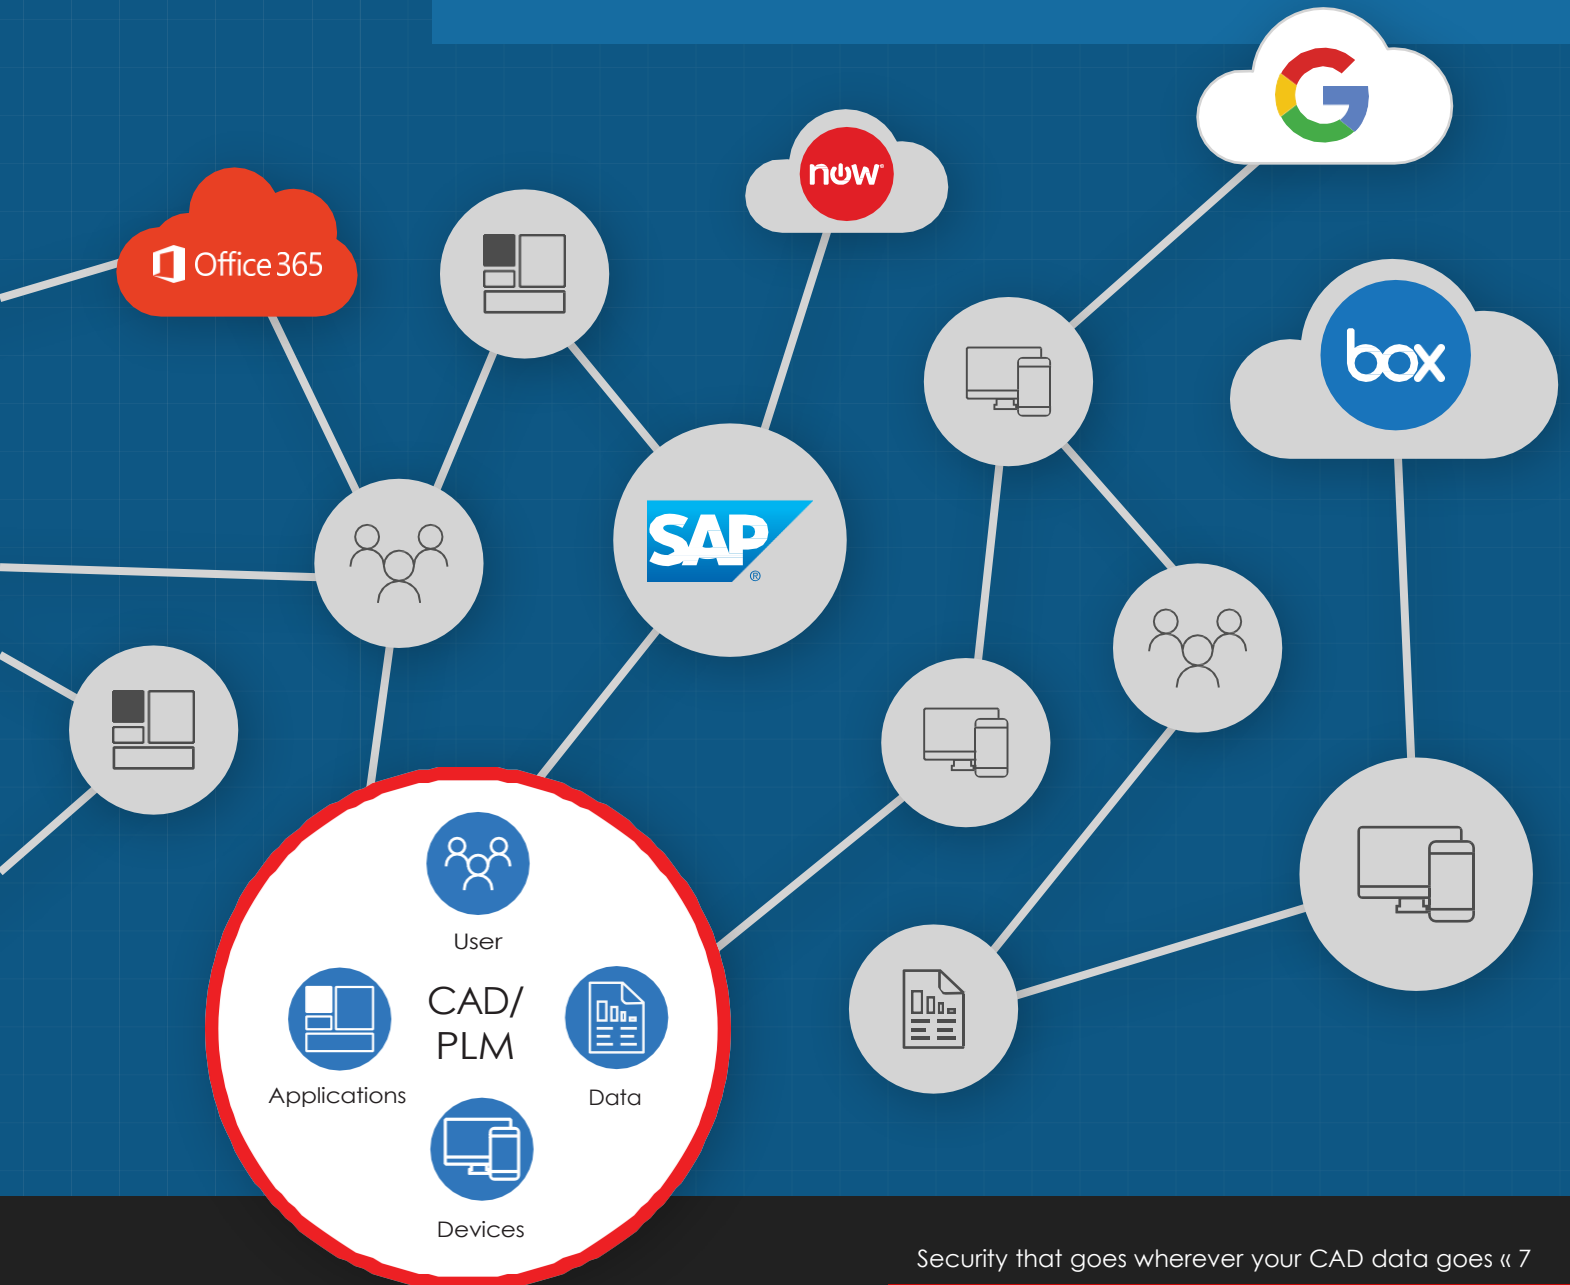 now
Office 365
box
SAP
®
User
CAD/
PLM
Applications
Data
Devices
Security that goes wherever your CAD data goes « 7